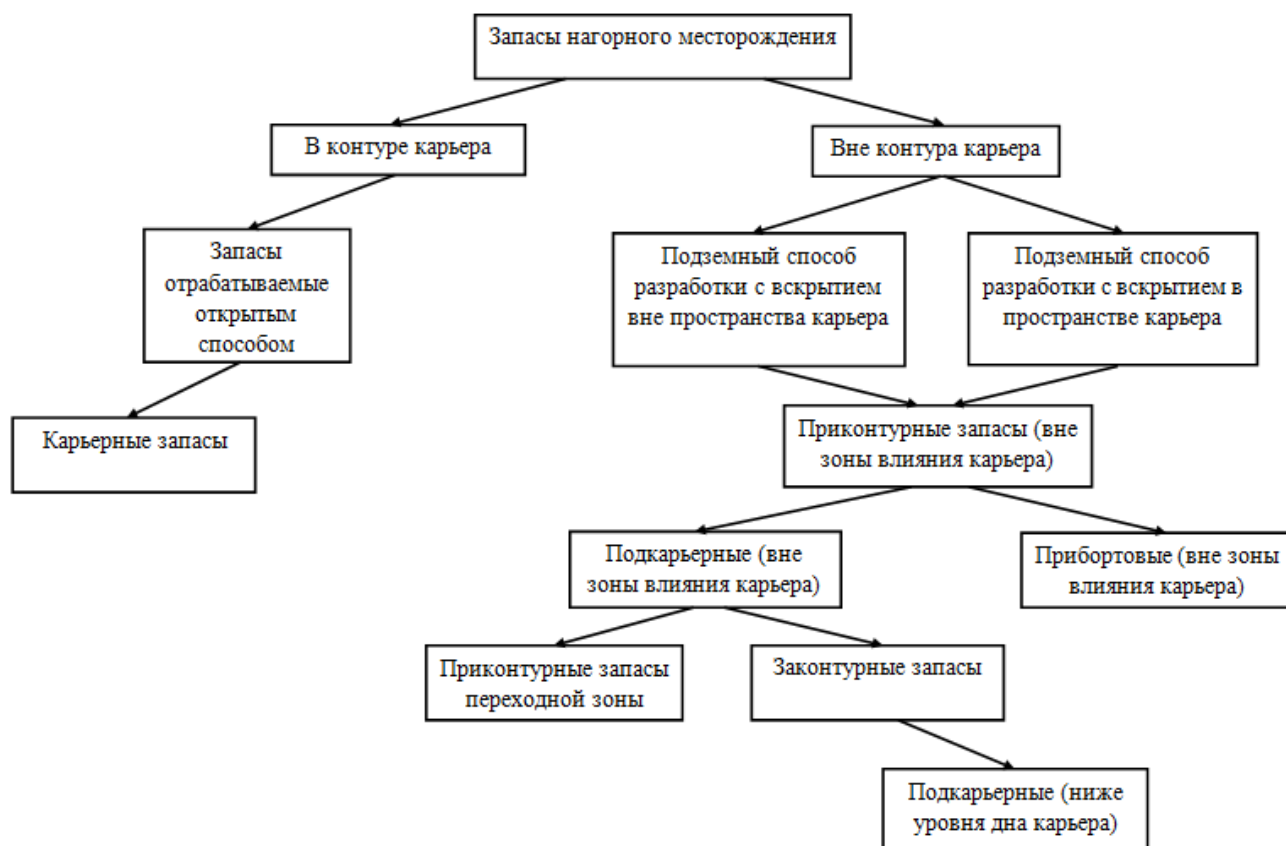 Запасы нагорного месторождения
В контуре карьера
Вне контура карьера
Запасы
отрабатываемые
открытым
способом
Подземный способ
разработки с вскрытием
вне пространства карьера
Подземный способ
разработки с вскрытием в
пространстве карьера
Карьерные запасы
Приконтурные запасы (вне
зоны влияния карьера)
Подкарьерные (вне
зоны влияния карьера)
Прибортовые (вне зоны
влияния карьера)
Приконтурные запасы
переходной зоны
Законтурные запасы
Подкарьерные (ниже
уровня дна карьера)